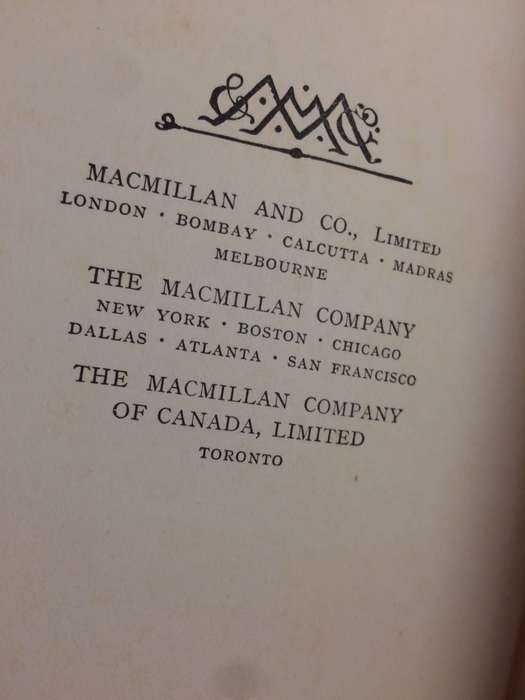 MACMILLAN AND CO., LIMITED
LONDON · BOMBAY · CALCUTTA · MADRAS
MELBOURNE
THE MACMILLAN COMPANY
NEW YORK · BOSTON · CHICAGO
DALLAS · ATLANTA · SAN FRANCISCO
THE MACMILLAN COMPANY
OF CANADA, LIMITED
TORONTO